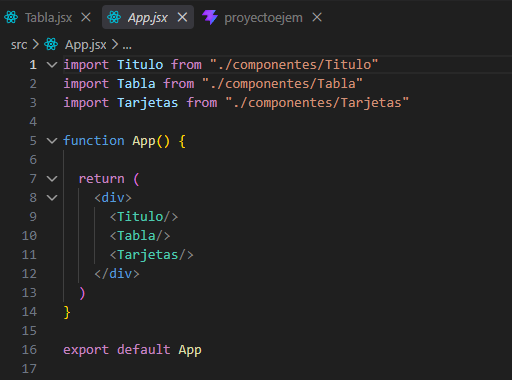 Tabla.jsx App.jsx proyectoejem
src > App.jsx > ...
1 import Titulo from "./componentes/Titulo"
2 import Tabla from "./componentes/Tabla"
3 import Tarjetas from "./componentes/Tarjetas"
4
5 function App() {
6
7 return (
8 <div>
9 <Titulo/>
10 <Tabla/>
11 <Tarjetas/>
12 </div>
13 )
14 }
15
16 export default App
17